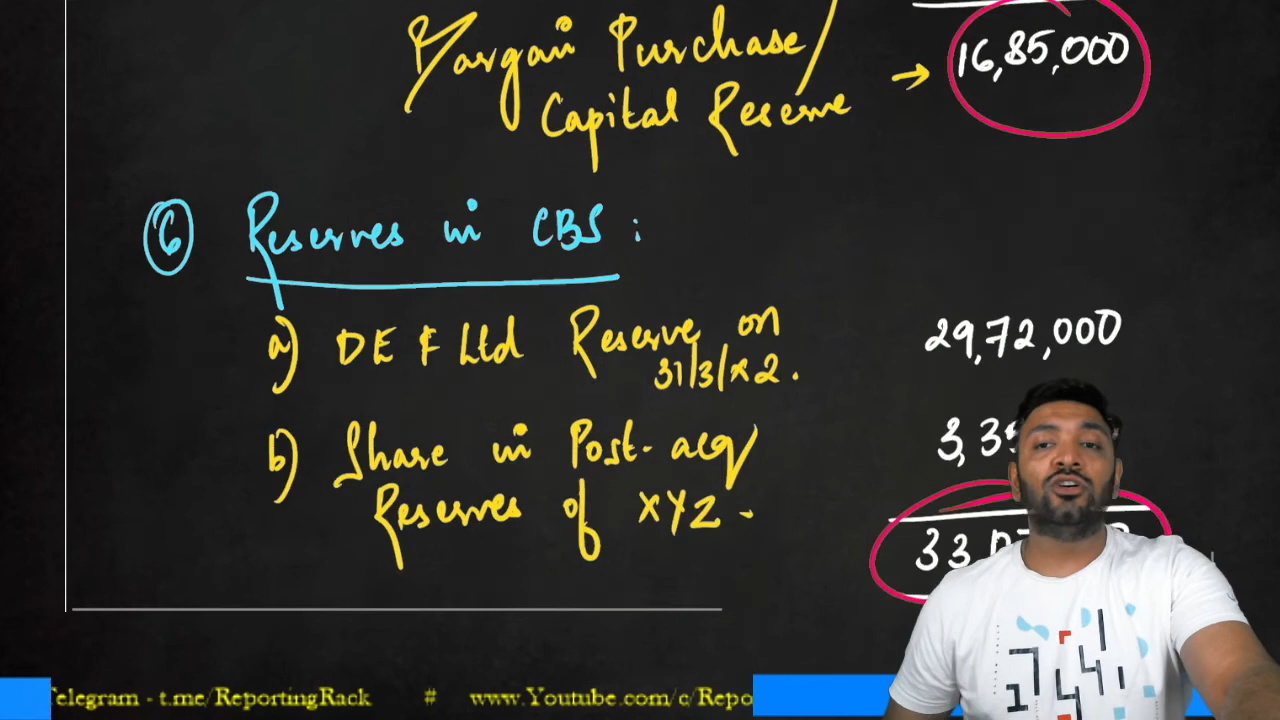 Bargain Purchase/
Capital Reserve → 16,85,000
6 Reserves in CBS :
a) DEF Ltd Reserve on
31/3/x2. 29,72,000
b) Share in Post-acq
Reserves of XYZ.
Telegram - t.me/ReportingRack # www.Youtube.com/c/Repo